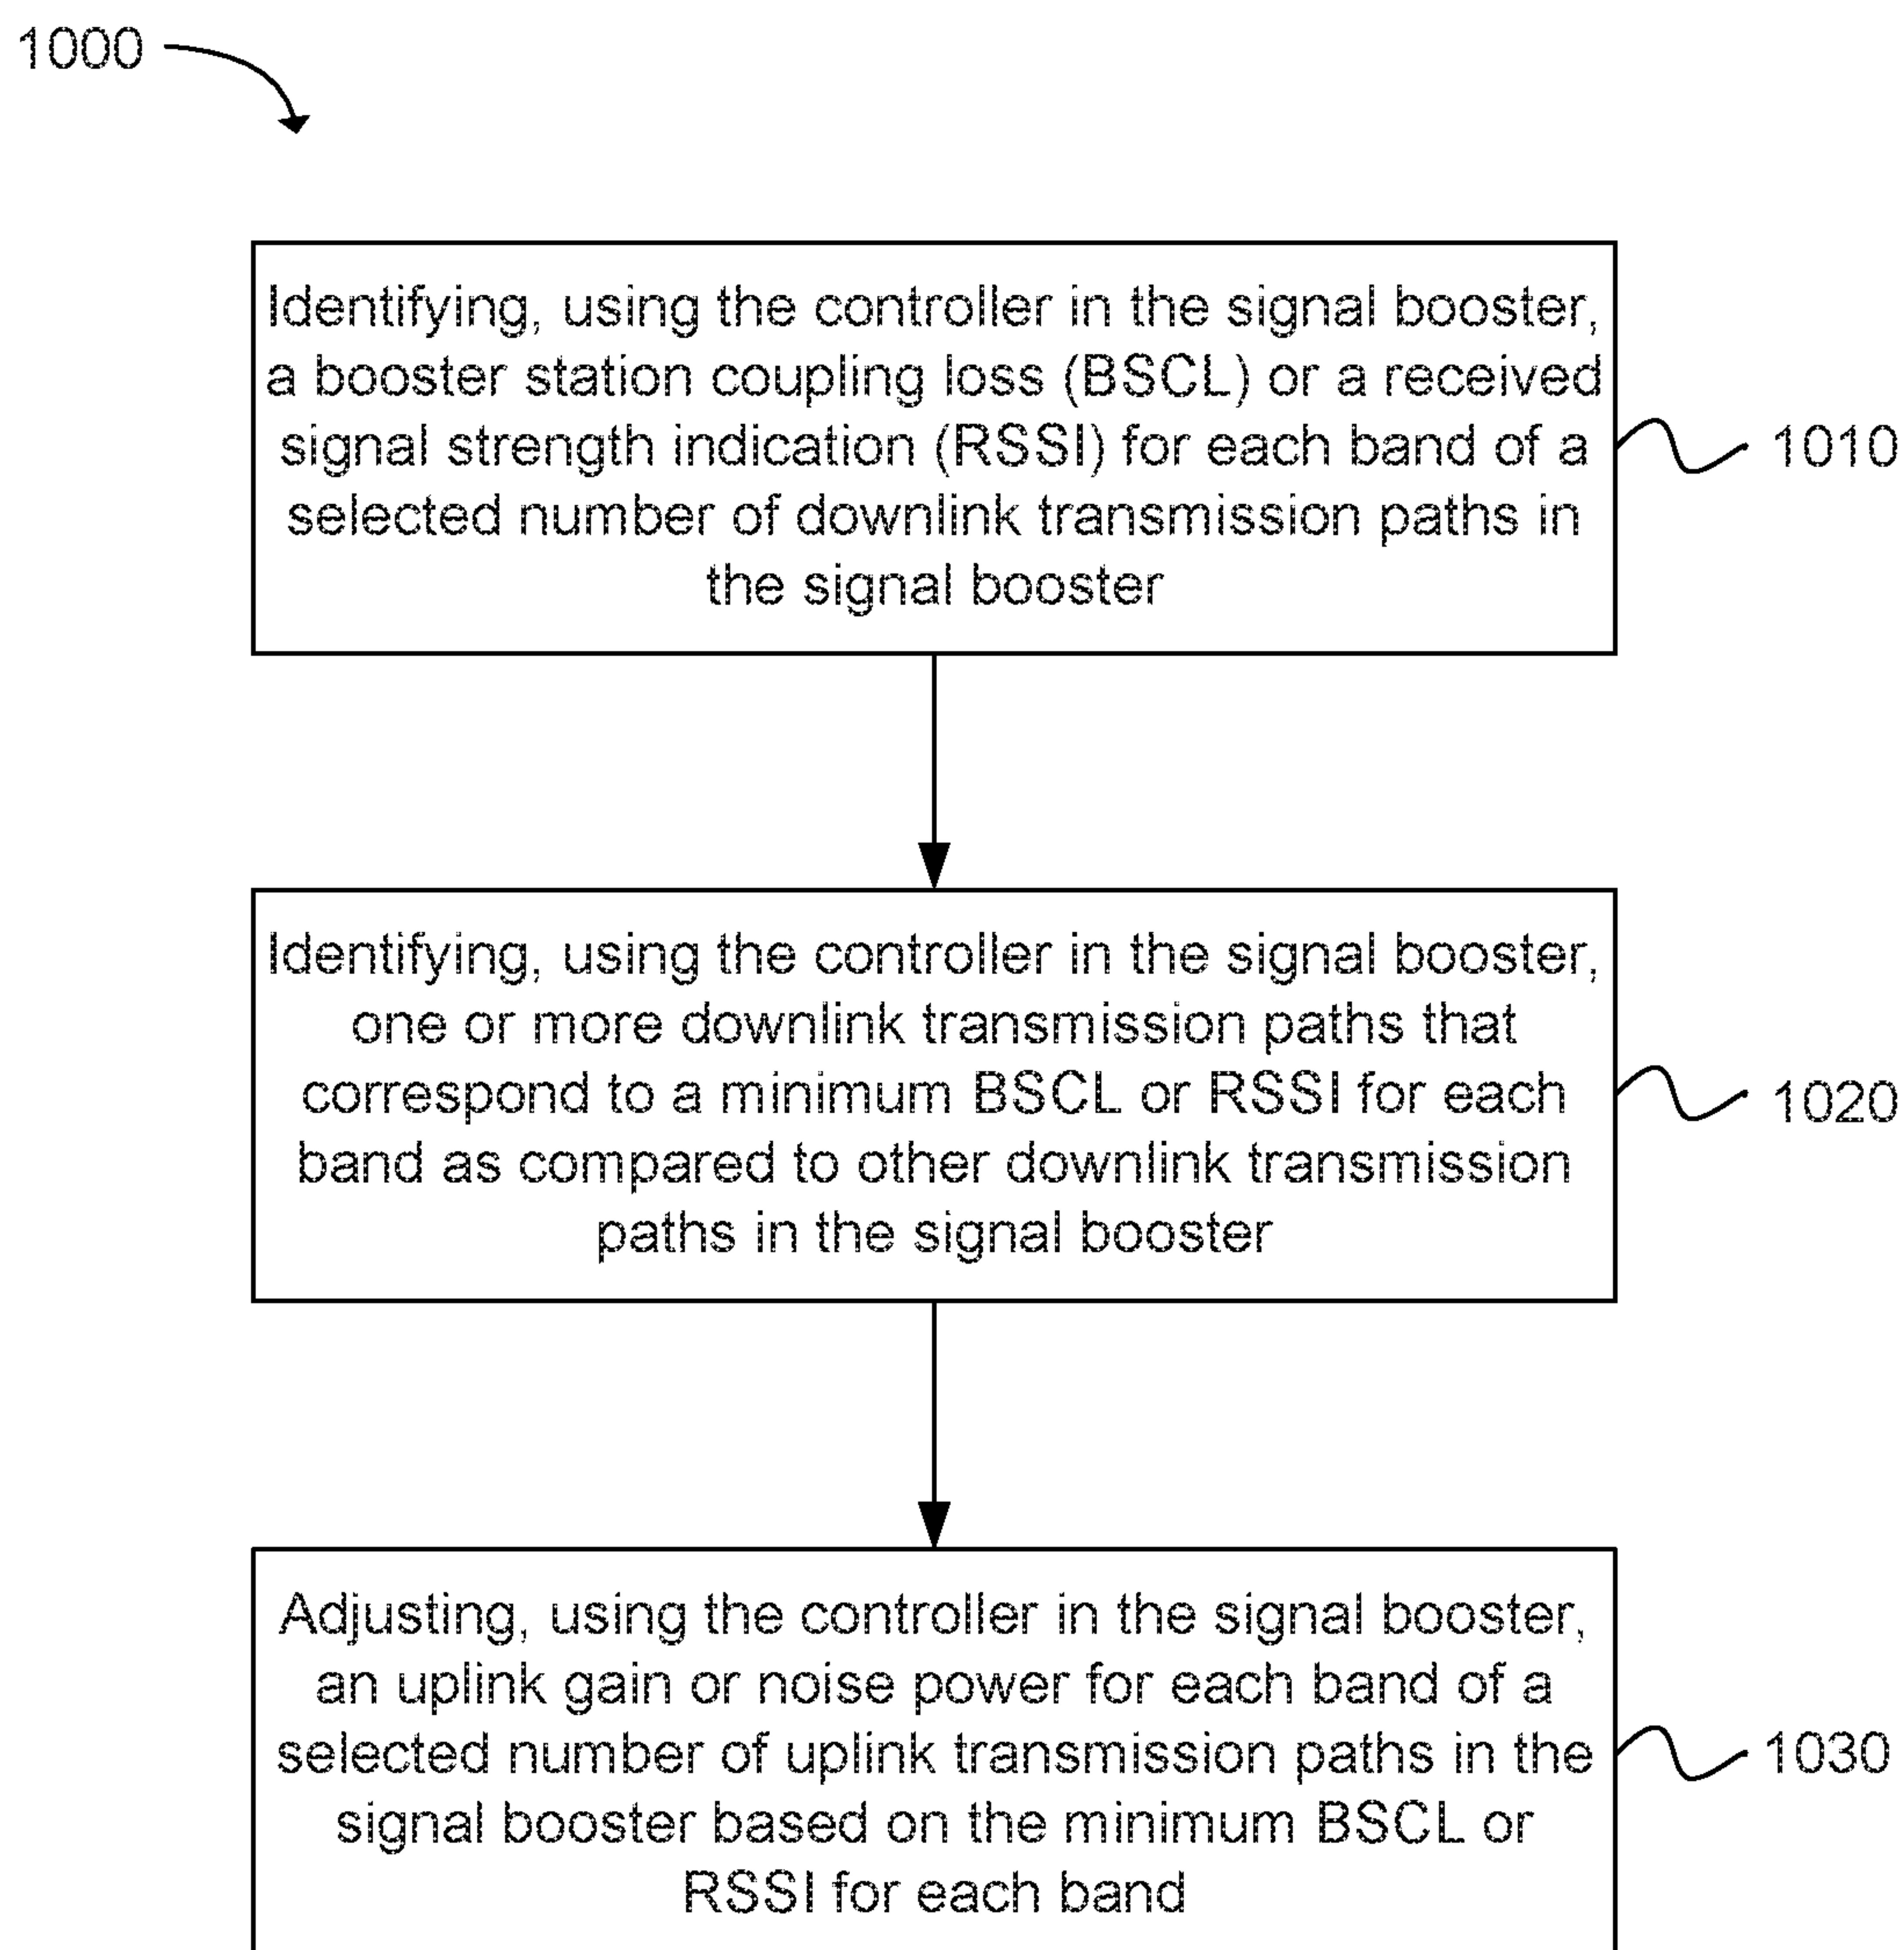 1000
Identifying, using the controller in the signal booster,
a booster station coupling loss (BSCL) or a received
signal strength indication (RSSI) for each band of a
selected number of downlink transmission paths in
the signal booster
1010
Identifying, using the controller in the signal booster,
one or more downlink transmission paths that
correspond to a minimum BSCL or RSSI for each
band as compared to other downlink transmission
paths in the signal booster
1020
Adjusting, using the controller in the signal booster,
an uplink gain or noise power for each band of a
selected number of uplink transmission paths in the
signal booster based on the minimum BSCL or
RSSI for each band
1030